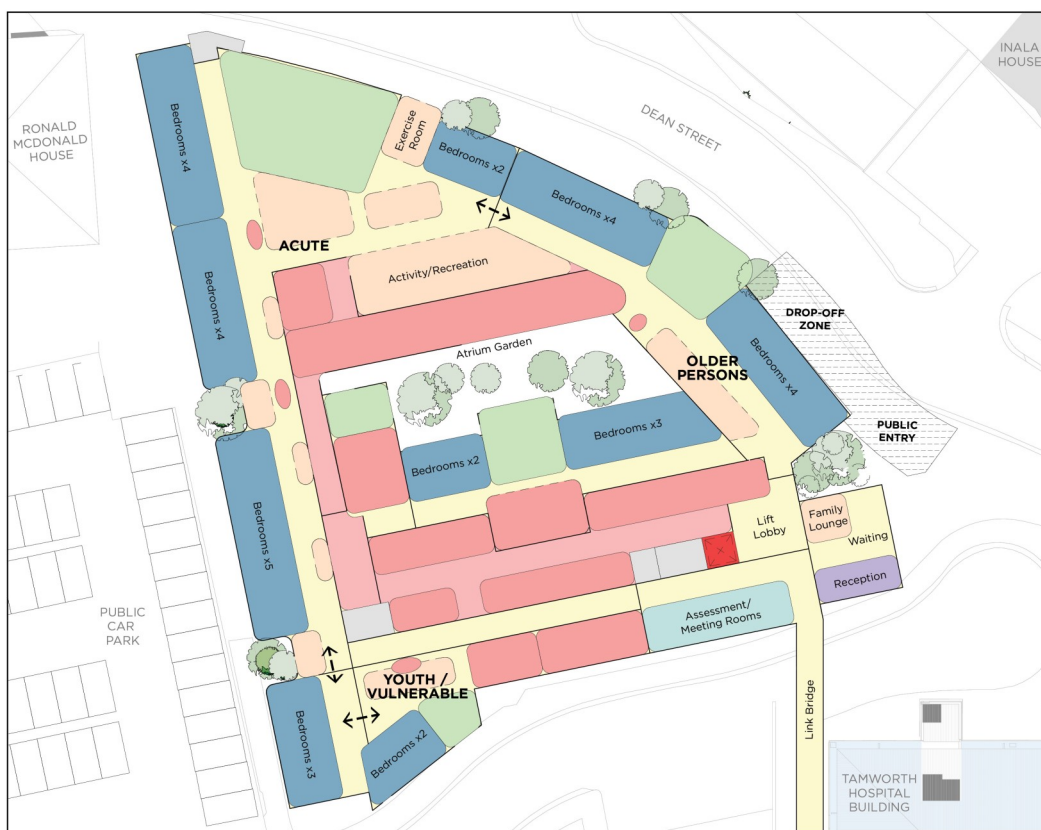 INALA
HOUSE
RONALD
MCDONALD
HOUSE
DEAN STREET
Bedrooms x4
Exercise
Room
Bedrooms x2
Bedrooms x4
ACUTE
Activity/Recreation
Bedrooms x4
DROP-OFF
ZONE
Atrium Garden
OLDER
PERSONS
Bedrooms x4
PUBLIC
ENTRY
Bedrooms x3
Bedrooms x2
Bedrooms x5
Lift
Lobby
Family
Lounge
Waiting
Reception
PUBLIC
CAR
PARK
Assessment/
Meeting Rooms
YOUTH /
VULNERABLE
Bedrooms x3
Bedrooms x2
Link Bridge
TAMWORTH
HOSPITAL
BUILDING